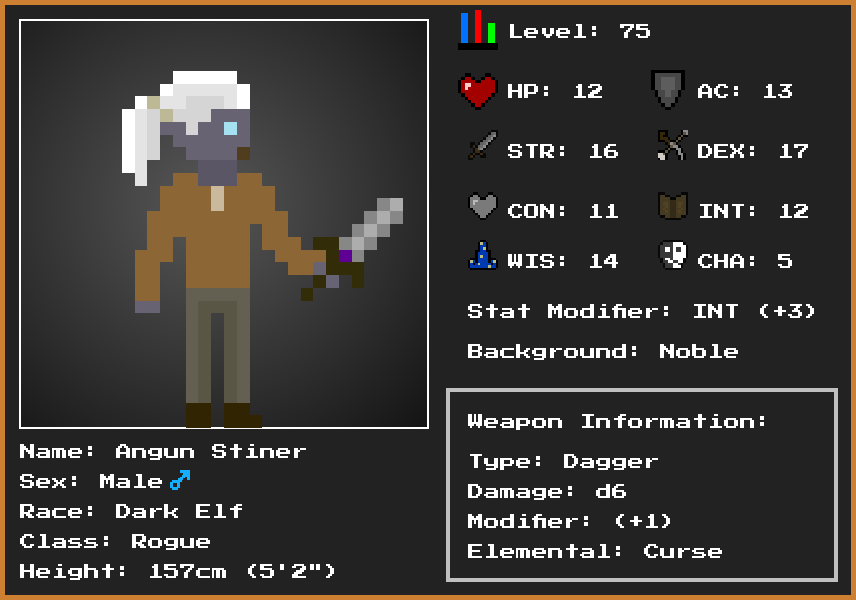 Level: 75
HP: 12 AC: 13
STR: 16 DEX: 17
CON: 11 INT: 12
WIS: 14 CHA: 5
Stat Modifier: INT (+3)
Background: Noble
Weapon Information:
Type: Dagger
Damage: d6
Modifier: (+1)
Elemental: Curse
Name: Angun Stiner
Sex: Male♂
Race: Dark Elf
Class: Rogue
Height: 157cm (5'2")